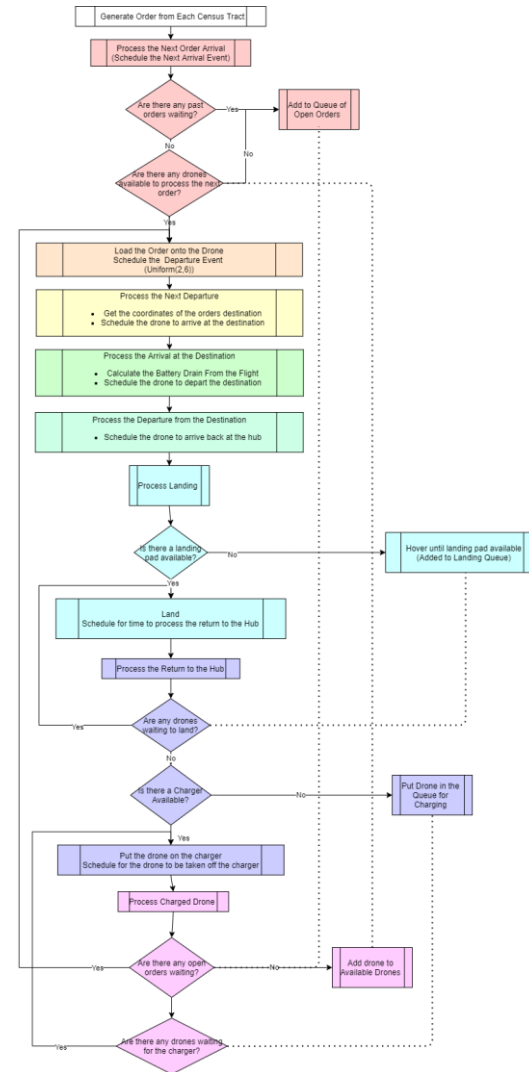 Generate Order from Each Census Tract
Process the Next Order Arrival
(Schedule the Next Arrival Event)
Are there any past
orders waiting?
Yes
Add to Queue of
Open Orders
No
No
Are there any drones
available to process the next
order?
Yes
Load the Order onto the Drone
Schedule the Departure Event
(Uniform(2,6))
Process the Next Departure
• Get the coordinates of the orders destination
• Schedule the drone to arrive at the destination
Process the Arrival at the Destination
• Calculate the Battery Drain From the Flight
• Schedule the drone to depart the destination
Process the Departure from the Destination
• Schedule the drone to arrive back at the hub
Process Landing
Is there a landing
pad available?
No
Hover until landing pad available
(Added to Landing Queue)
Yes
Land
Schedule for time to process the return to the Hub
Process the Return to the Hub
Are any drones
waiting to land?
Yes
No
Is there a Charger
Available?
No
Put Drone in the
Queue for
Charging
Yes
Put the drone on the charger
Schedule for the drone to be taken off the charger
Process Charged Drone
Are there any open
orders waiting?
Yes
No
Add drone to
Available Drones
Are there any drones waiting
for the charger?
Yes